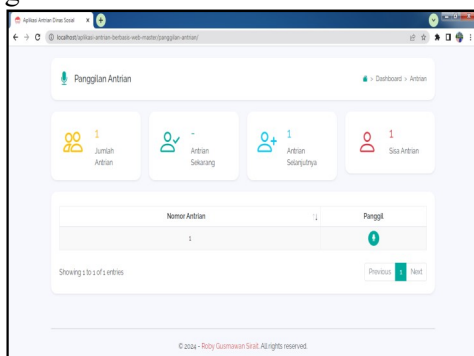 Aplikasi Antrian Dinas Sosial
localhost/aplikasi-antrian-berbasis-web-master/panggilan-antrian/
Panggilan Antrian
> Dashboard > Antrian
1
Jumlah
Antrian
-
Antrian
Sekarang
1
Antrian
Selanjutnya
1
Sisa Antrian
Nomor Antrian
Panggil
1
Showing 1 to 1 of 1 entries
Previous 1 Next
© 2024 - Roby Gusmawan Sirait. All rights reserved.